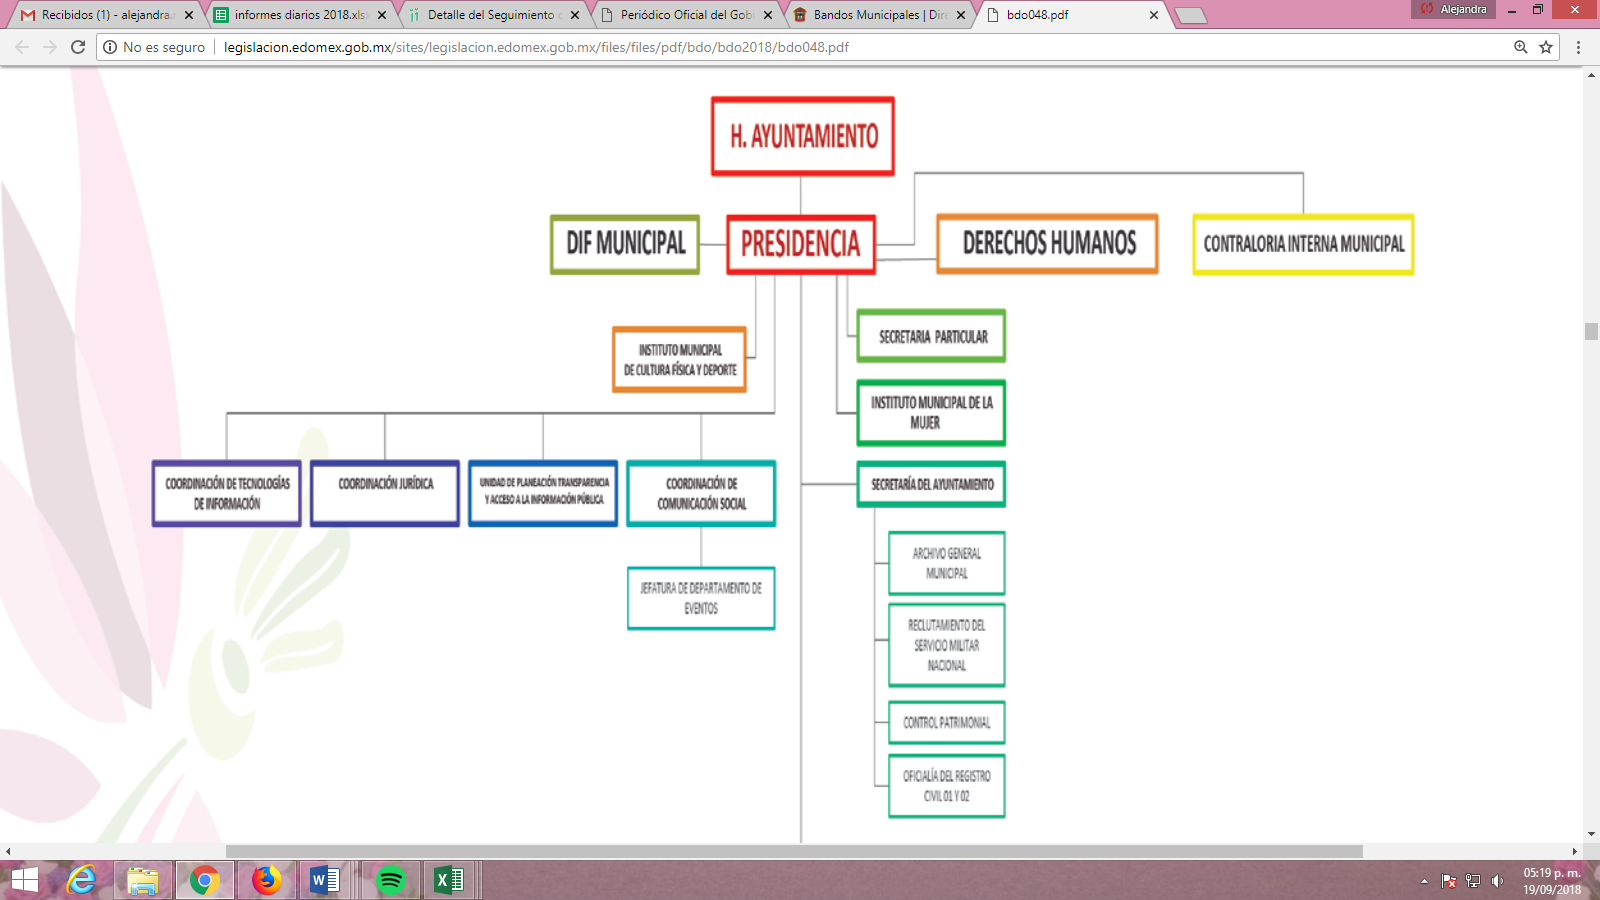 Recibidos (1) - alejandra.
informes diarios 2018.xls
Detalle del Seguimiento
Periódico Oficial del Gob
Bandos Municipales | Dire
bdo048.pdf
Alejandra
No es seguro
legislacion.edomex.gob.mx/sites/legislacion.edomex.gob.mx/files/files/pdf/bdo/bdo2018/bdo048.pdf
H. AYUNTAMIENTO
DIF MUNICIPAL
PRESIDENCIA
DERECHOS HUMANOS
CONTRALORIA INTERNA MUNICIPAL
SECRETARIA PARTICULAR
INSTITUTO MUNICIPAL
DE CULTURA FÍSICA Y DEPORTE
INSTITUTO MUNICIPAL DE LA
MUJER
COORDINACIÓN DE TECNOLOGÍAS
DE INFORMACIÓN
COORDINACIÓN JURÍDICA
UNIDAD DE PLANEACIÓN TRANSPARENCIA
Y ACCESO A LA INFORMACIÓN PÚBLICA
COORDINACIÓN DE
COMUNICACIÓN SOCIAL
SECRETARÍA DEL AYUNTAMIENTO
JEFATURA DE DEPARTAMENTO DE
EVENTOS
ARCHIVO GENERAL
MUNICIPAL
RECLUTAMIENTO DEL
SERVICIO MILITAR
NACIONAL
CONTROL PATRIMONIAL
OFICIALÍA DEL REGISTRO
CIVIL 01 Y 02
05:19 p. m.
19/09/2018